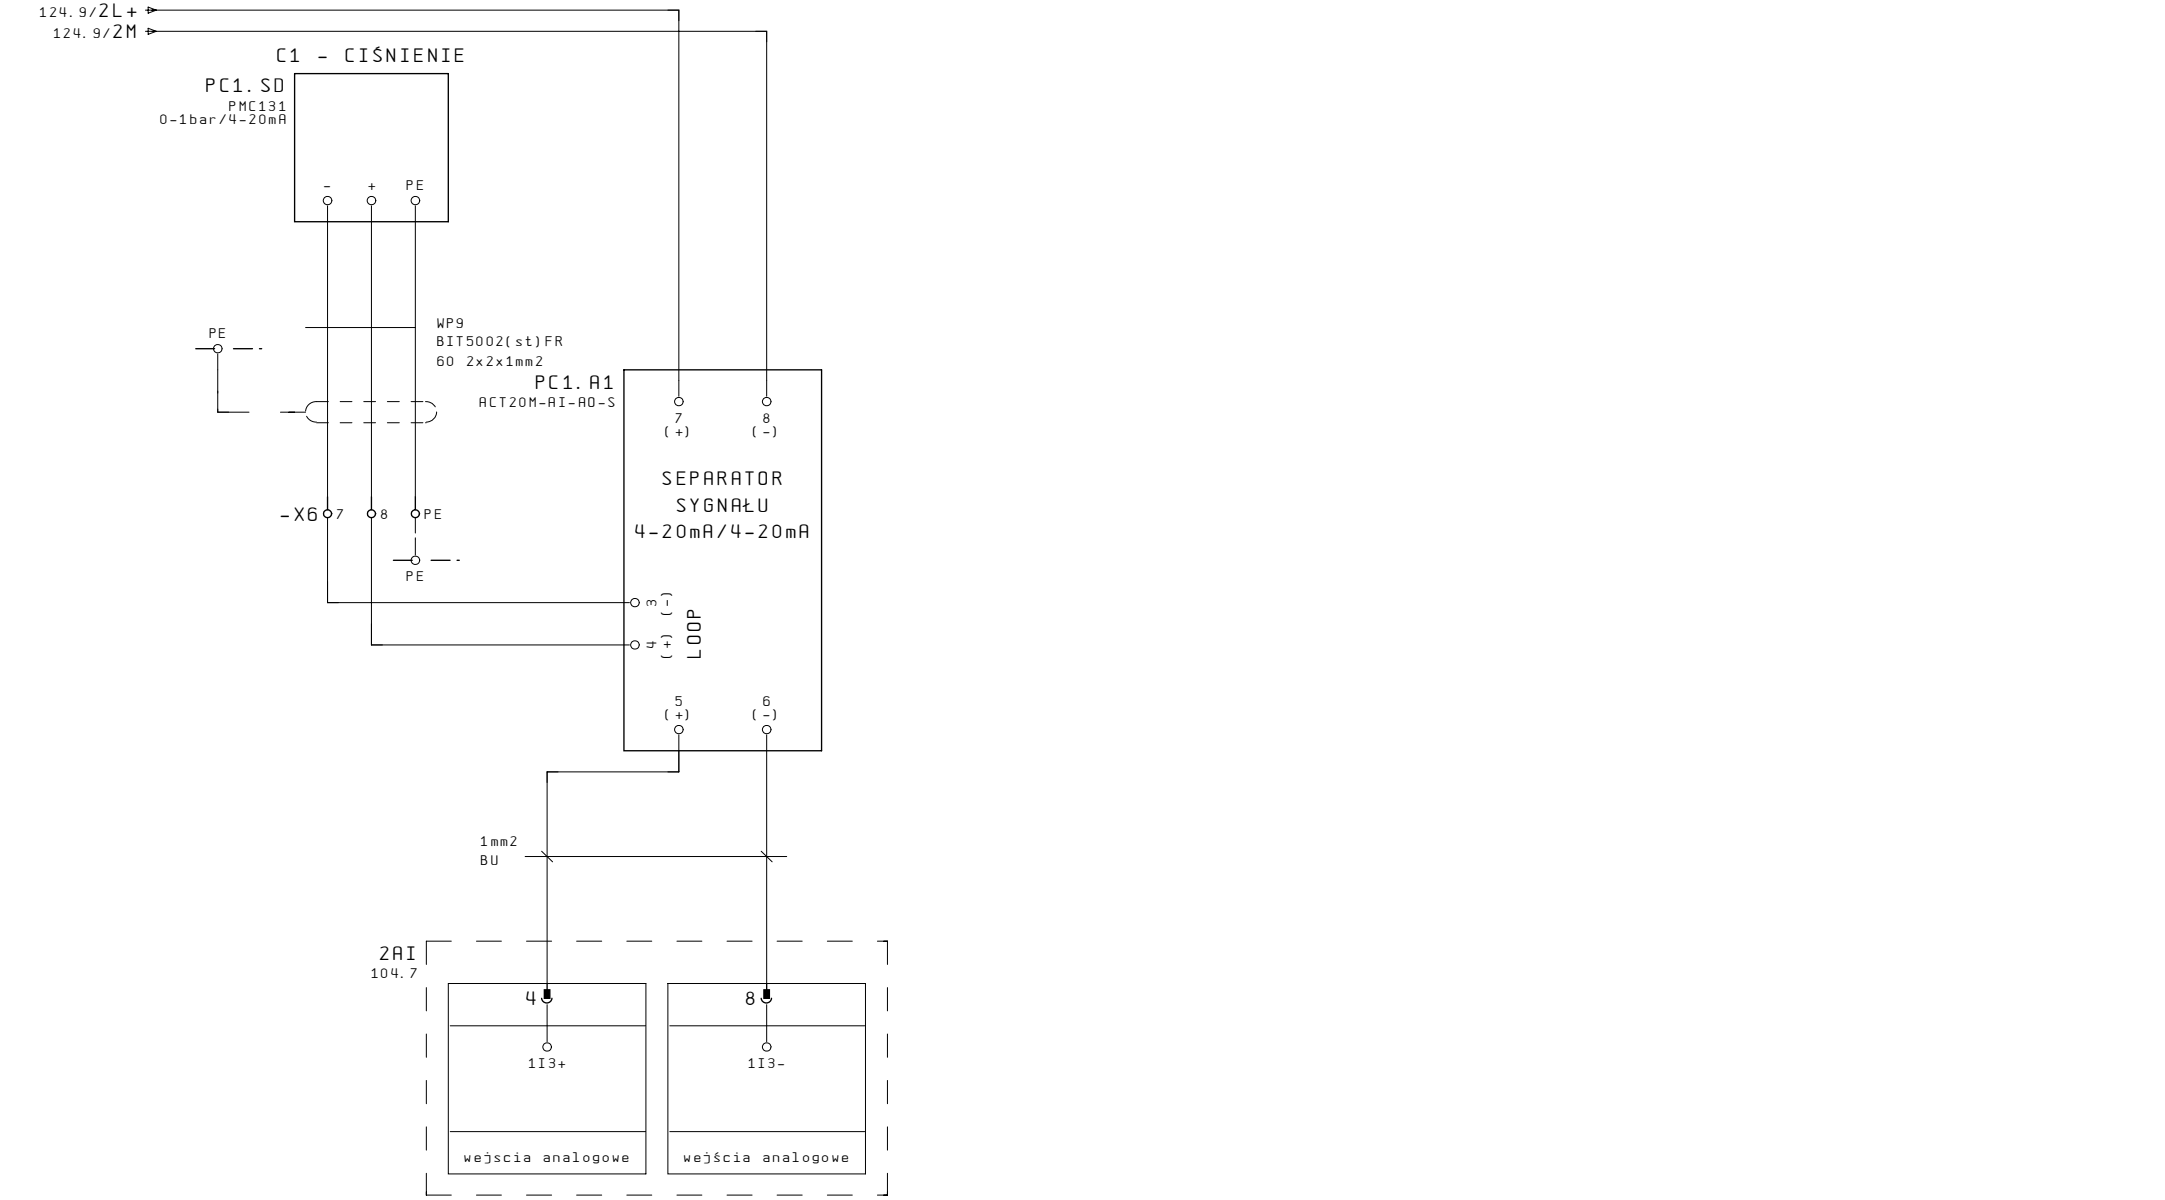 124.9/2L+
124.9/2M
C1 - CIŚNIENIE
PC1.SD
PMC131
0-1bar/4-20mA
- + PE
PE
WP9
BIT5002(st)FR
60 2x2x1mm2
PC1.A1
ACT20M-AI-AO-S
7 8
(+) (-)
SEPARATOR
SYGNAŁU
4-20mA/4-20mA
-X6 7 8 PE
PE
3 (-)
4 (+)
LOOP
5 6
(+) (-)
1mm2
BU
2AI
104.7
4 8
1I3+ 1I3-
wejscia analogowe wejścia analogowe